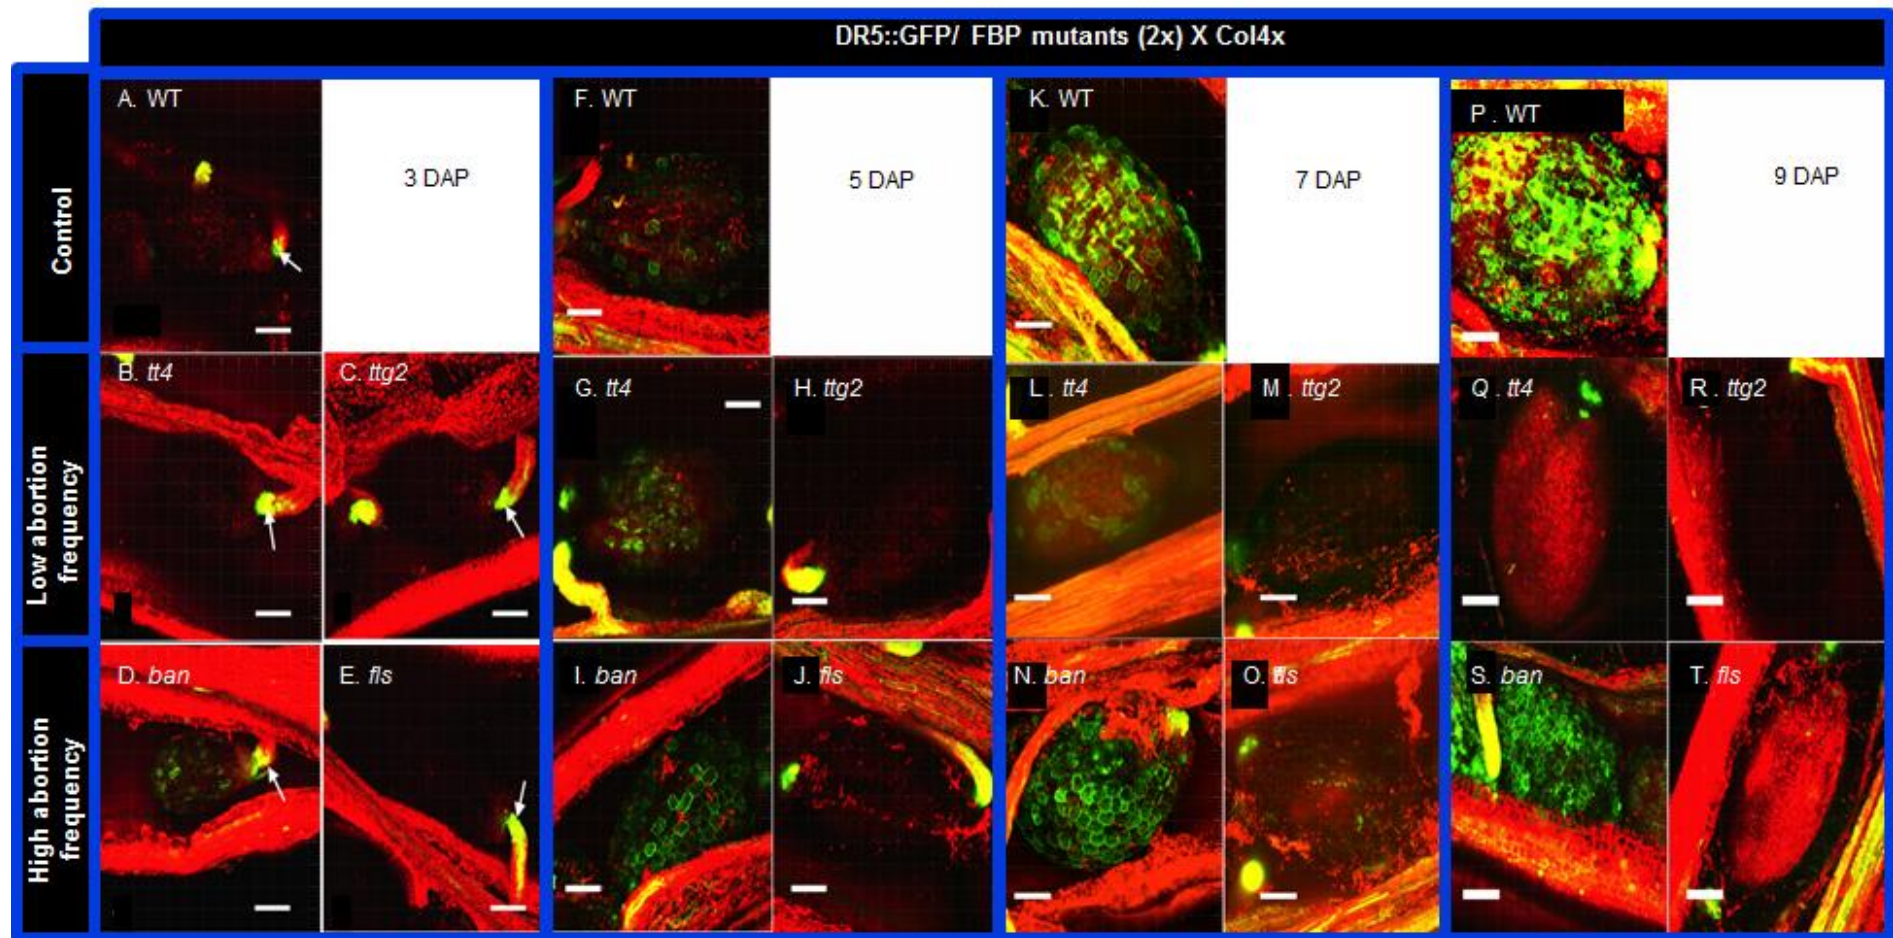 DR5::GFP/ FBP mutants (2x) X Col4x
Control
A. WT
3 DAP
F. WT
5 DAP
K. WT
7 DAP
P . WT
9 DAP
Low abortion
frequency
B. tt4
C. ttg2
G. tt4
H. ttg2
L . tt4
M . ttg2
Q . tt4
R . ttg2
High abortion
frequency
D. ban
E. fls
I. ban
J. fls
N. ban
O. fls
S. ban
T. fls